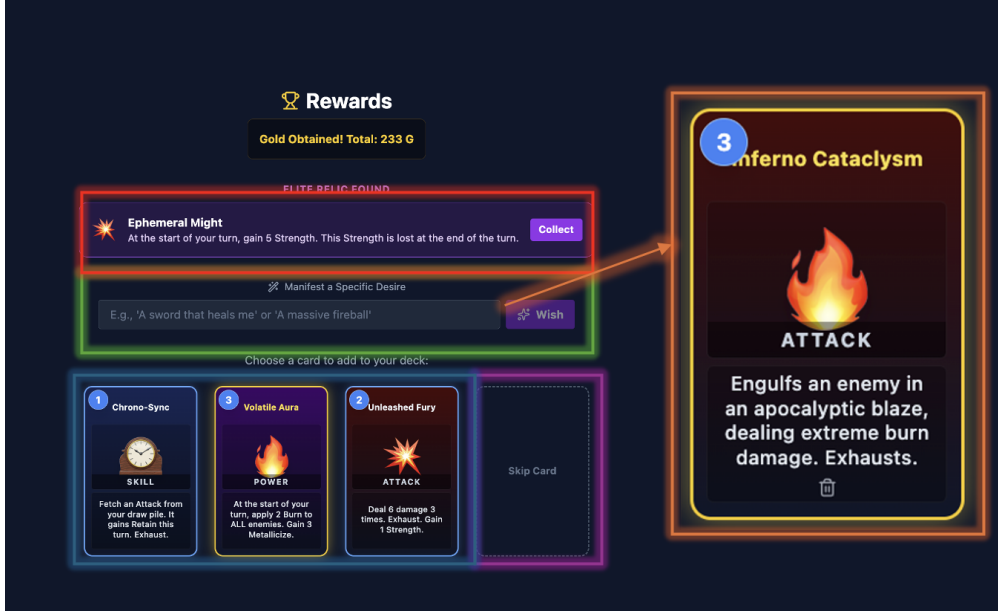 Rewards
Gold Obtained! Total: 233 G
ELITE RELIC FOUND
Ephemeral Might
At the start of your turn, gain 5 Strength. This Strength is lost at the end of the turn.
Collect
Manifest a Specific Desire
E.g., 'A sword that heals me' or 'A massive fireball'
Wish
Choose a card to add to your deck:
1
Chrono-Sync
SKILL
Fetch an Attack from
your draw pile. It
gains Retain this
turn. Exhaust.
3
Volatile Aura
POWER
At the start of your
turn, apply 2 Burn to
ALL enemies. Gain 3
Metallicize.
2
Unleashed Fury
ATTACK
Deal 6 damage 3
times. Exhaust. Gain
1 Strength.
Skip Card
3
Inferno Cataclysm
ATTACK
Engulfs an enemy in
an apocalyptic blaze,
dealing extreme burn
damage. Exhausts.